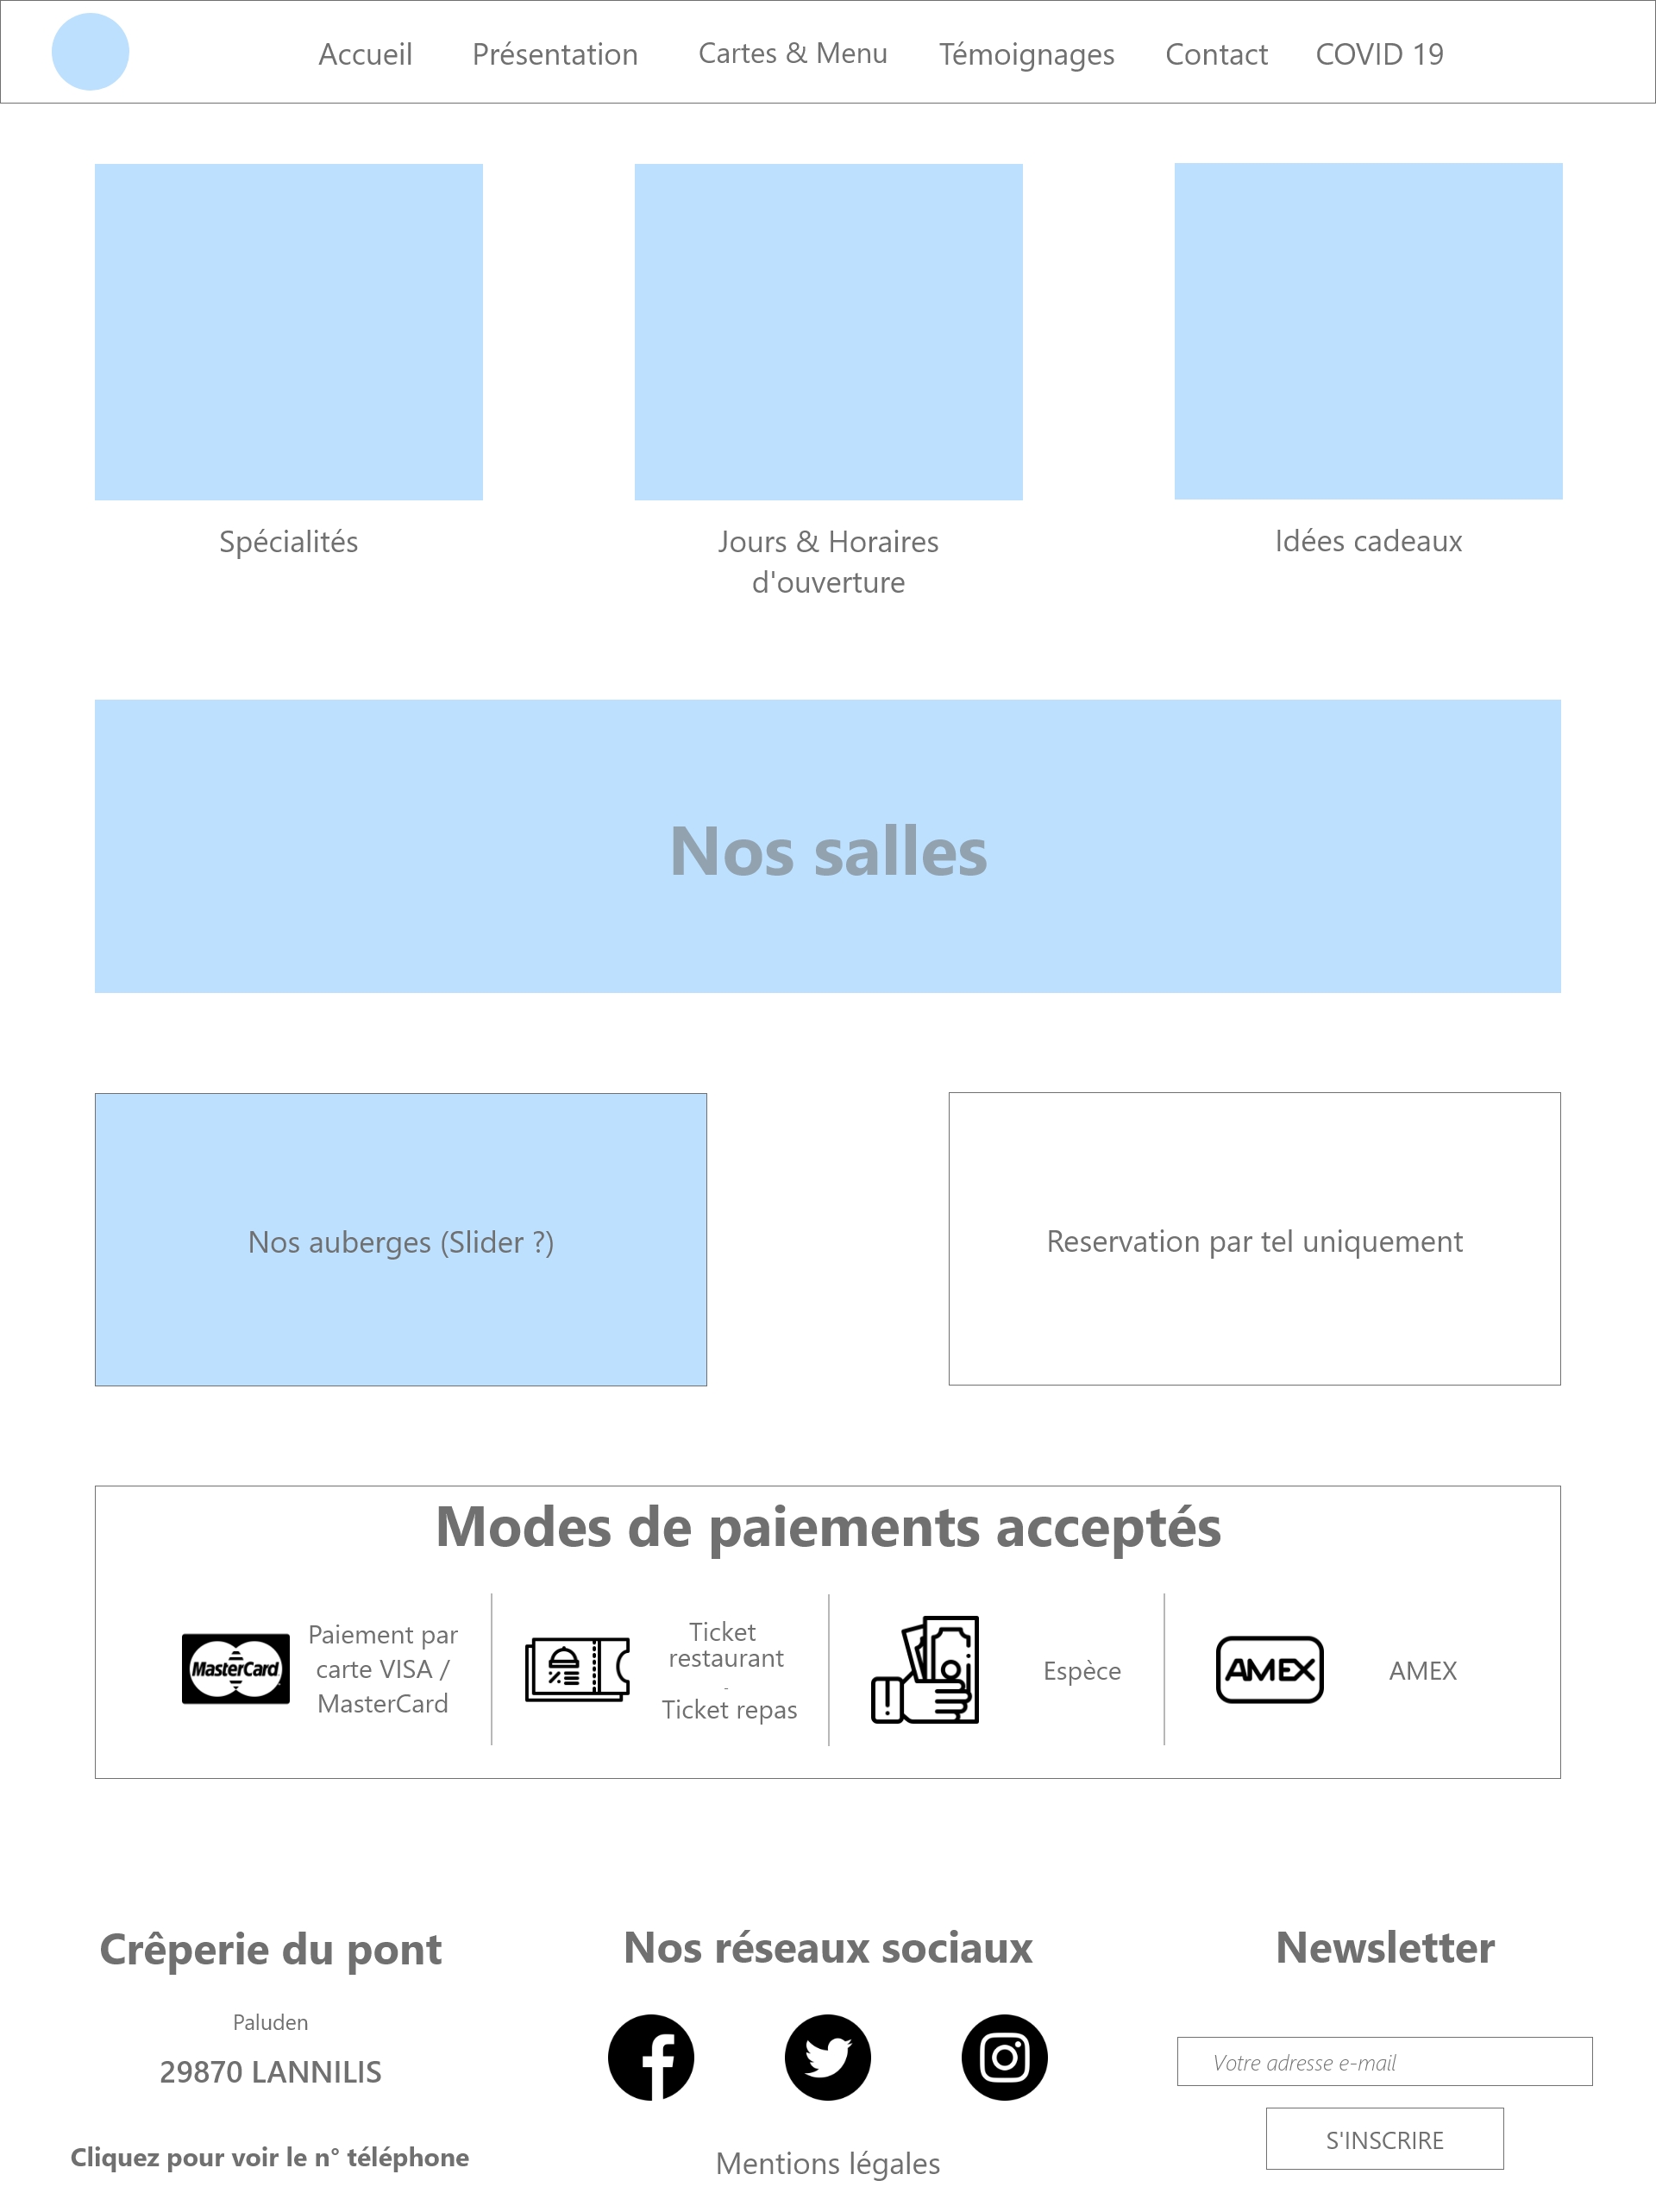 Accueil
Présentation
Cartes & Menu
Témoignages
Contact
COVID 19
Spécialités
Jours & Horaires
d'ouverture
Idées cadeaux
Nos salles
Nos auberges (Slider ?)
Reservation par tel uniquement
Modes de paiements acceptés
MasterCard
Paiement par
carte VISA /
MasterCard
Ticket
restaurant
-
Ticket repas
Espèce
AMEX
AMEX
Crêperie du pont
Paluden
29870 LANNILIS
Cliquez pour voir le n° téléphone
Nos réseaux sociaux
Mentions légales
Newsletter
Votre adresse e-mail
S'INSCRIRE